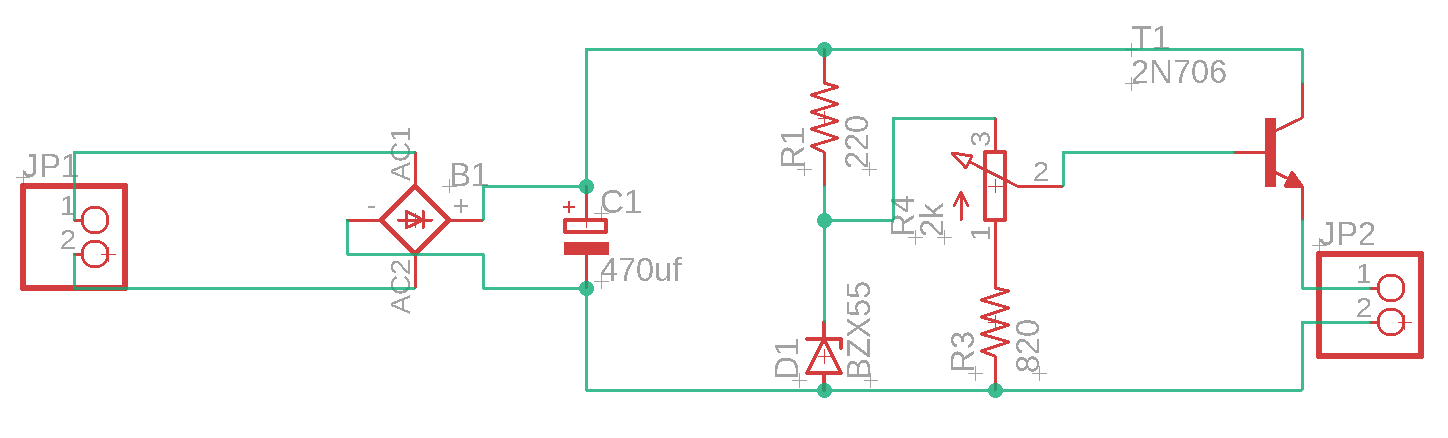 JP1
1
2
AC1
AC2
-
+
B1
+
C1
470uf
R1
220
D1
BZX55
R4
2k
3
2
1
R3
820
T1
2N706
JP2
1
2